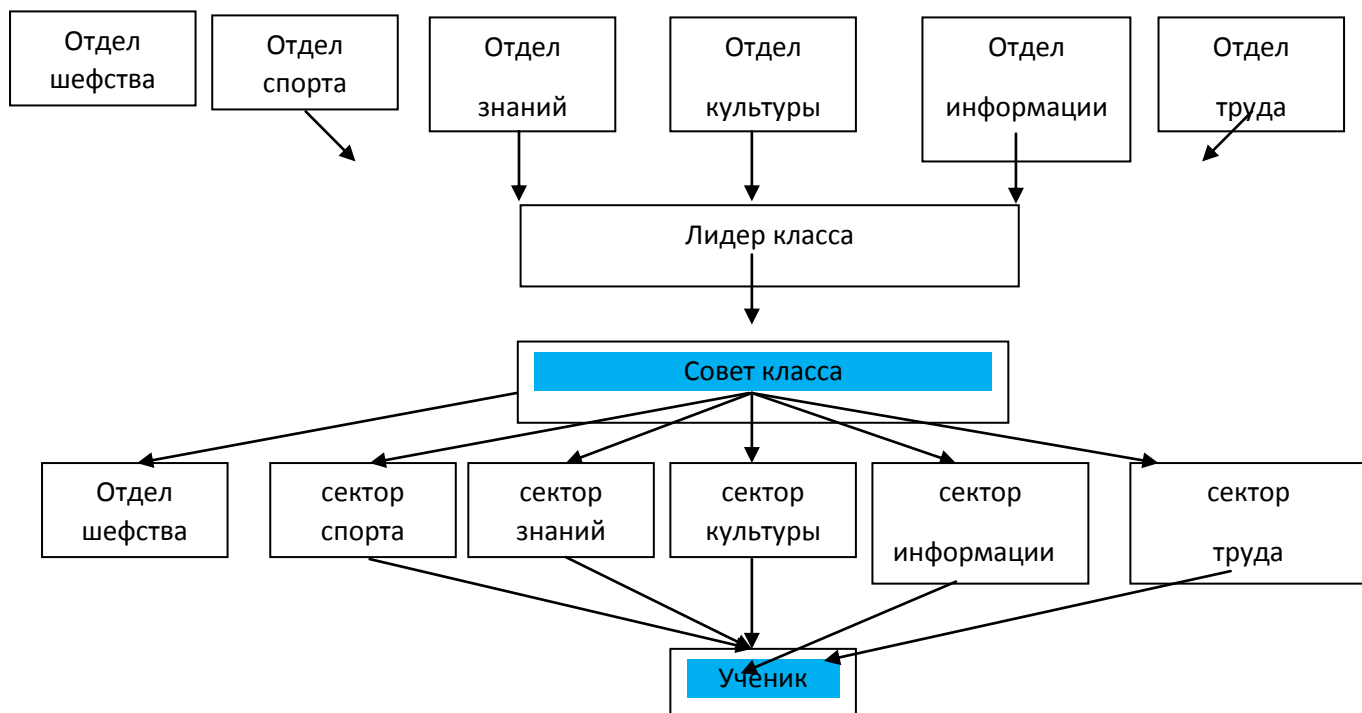 Отдел
шефства
Отдел
спорта
Отдел
знаний
Отдел
культуры
Отдел
информации
Отдел
труда
Лидер класса
Совет класса
Отдел
шефства
сектор
спорта
сектор
знаний
сектор
культуры
сектор
информации
сектор
труда
Ученик